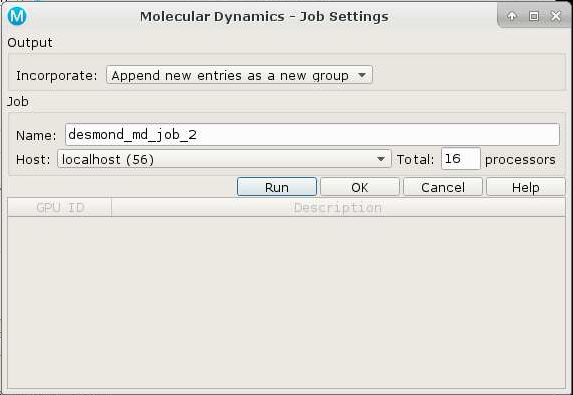 M Molecular Dynamics - Job Settings
Output
Incorporate: Append new entries as a new group
Job
Name: desmond_md_job_2
Host: localhost (56) Total: 16 processors
Run OK Cancel Help
GPU ID Description